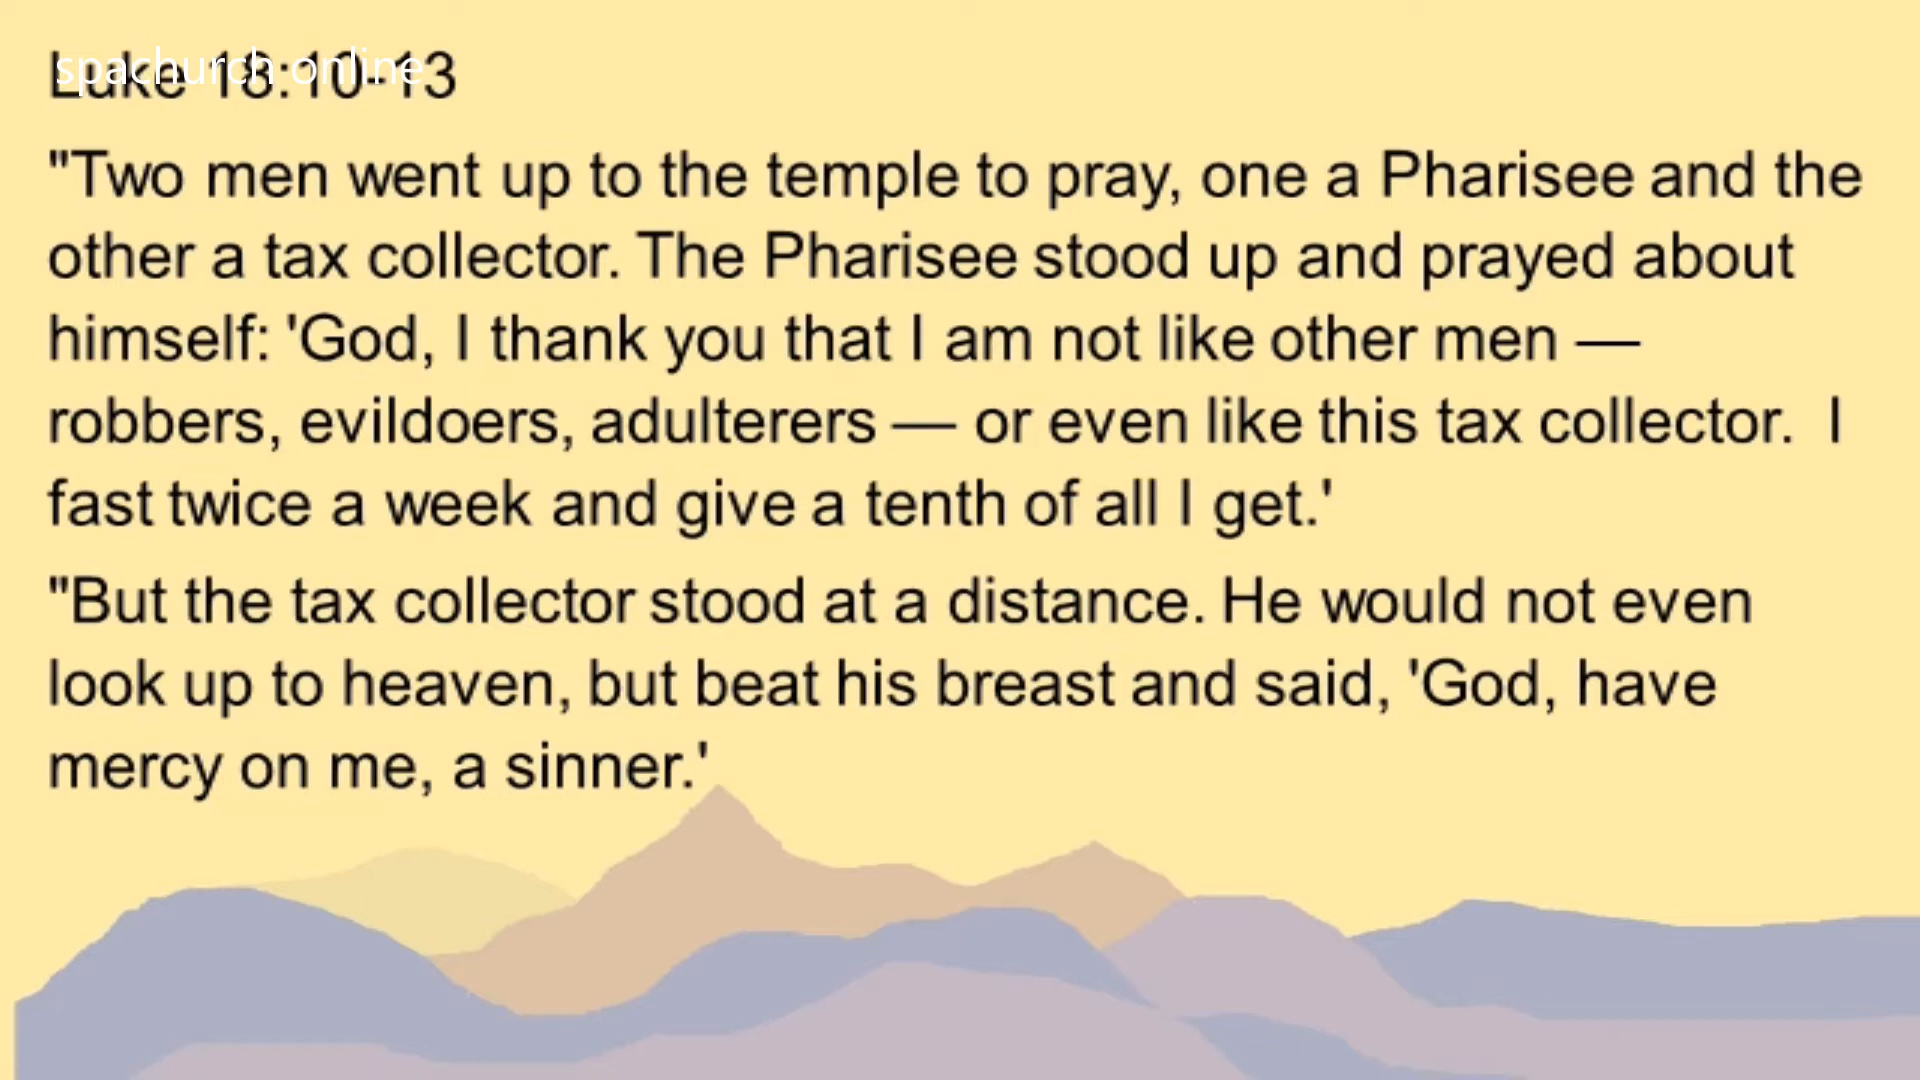 spachurch online
Luke 18:10-13
"Two men went up to the temple to pray, one a Pharisee and the
other a tax collector. The Pharisee stood up and prayed about
himself: 'God, I thank you that I am not like other men —
robbers, evildoers, adulterers — or even like this tax collector.  I
fast twice a week and give a tenth of all I get.'
"But the tax collector stood at a distance. He would not even
look up to heaven, but beat his breast and said, 'God, have
mercy on me, a sinner.'